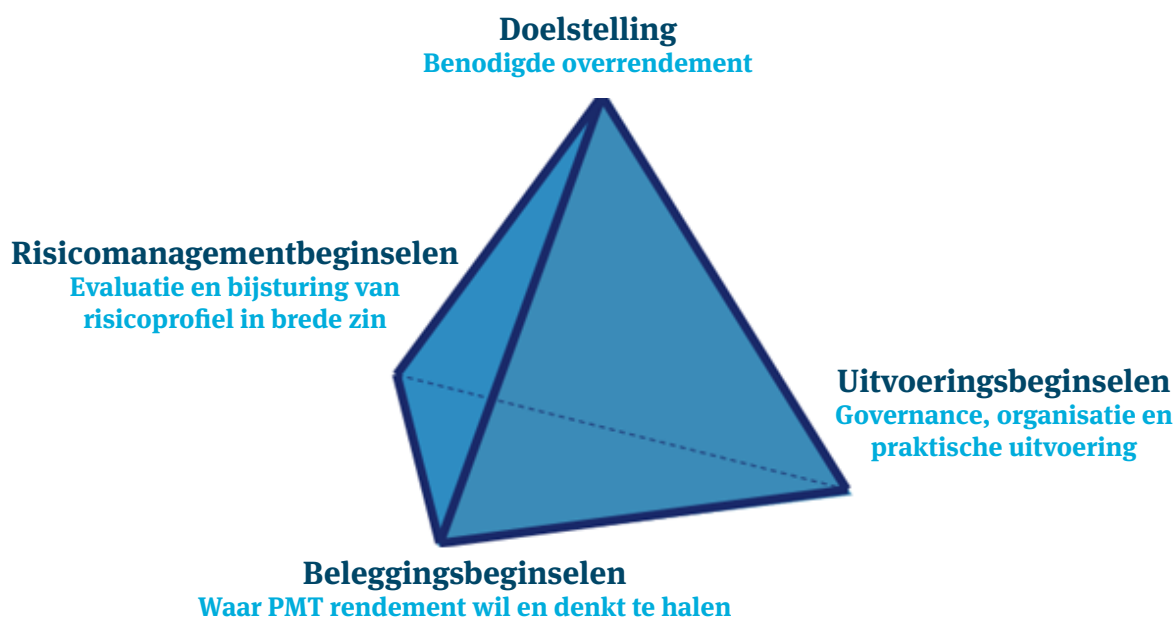 Doelstelling
Benodigde overrendement
Risicomanagementbeginselen
Evaluatie en bijsturing van
risicoprofiel in brede zin
Uitvoeringsbeginselen
Governance, organisatie en
praktische uitvoering
Beleggingsbeginselen
Waar PMT rendement wil en denkt te halen